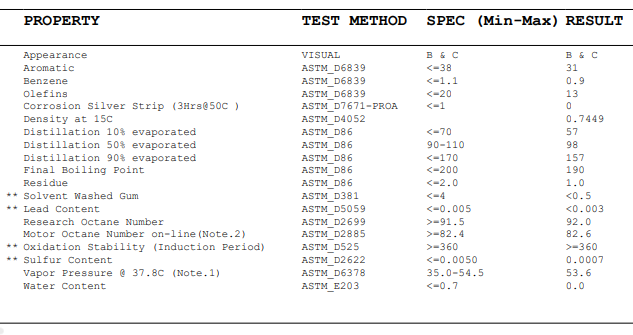 PROPERTY TEST METHOD SPEC (Min-Max) RESULT
Appearance VISUAL B & C B & C
Aromatic ASTM_D6839 <=38 31
Benzene ASTM_D6839 <=1.1 0.9
Olefins ASTM_D6839 <=20 13
Corrosion Silver Strip (3Hrs@50C ) ASTM_D7671-PROA <=1 0
Density at 15C ASTM_D4052 0.7449
Distillation 10% evaporated ASTM_D86 <=70 57
Distillation 50% evaporated ASTM_D86 90-110 98
Distillation 90% evaporated ASTM_D86 <=170 157
Final Boiling Point ASTM_D86 <=200 190
Residue ASTM_D86 <=2.0 1.0
** Solvent Washed Gum ASTM_D381 <=4 <0.5
** Lead Content ASTM_D5059 <=0.005 <0.003
Research Octane Number ASTM_D2699 >=91.5 92.0
Motor Octane Number on-line(Note.2) ASTM_D2885 >=82.4 82.6
** Oxidation Stability (Induction Period) ASTM_D525 >=360 >=360
** Sulfur Content ASTM_D2622 <=0.0050 0.0007
Vapor Pressure @ 37.8C (Note.1) ASTM_D6378 35.0-54.5 53.6
Water Content ASTM_E203 <=0.7 0.0